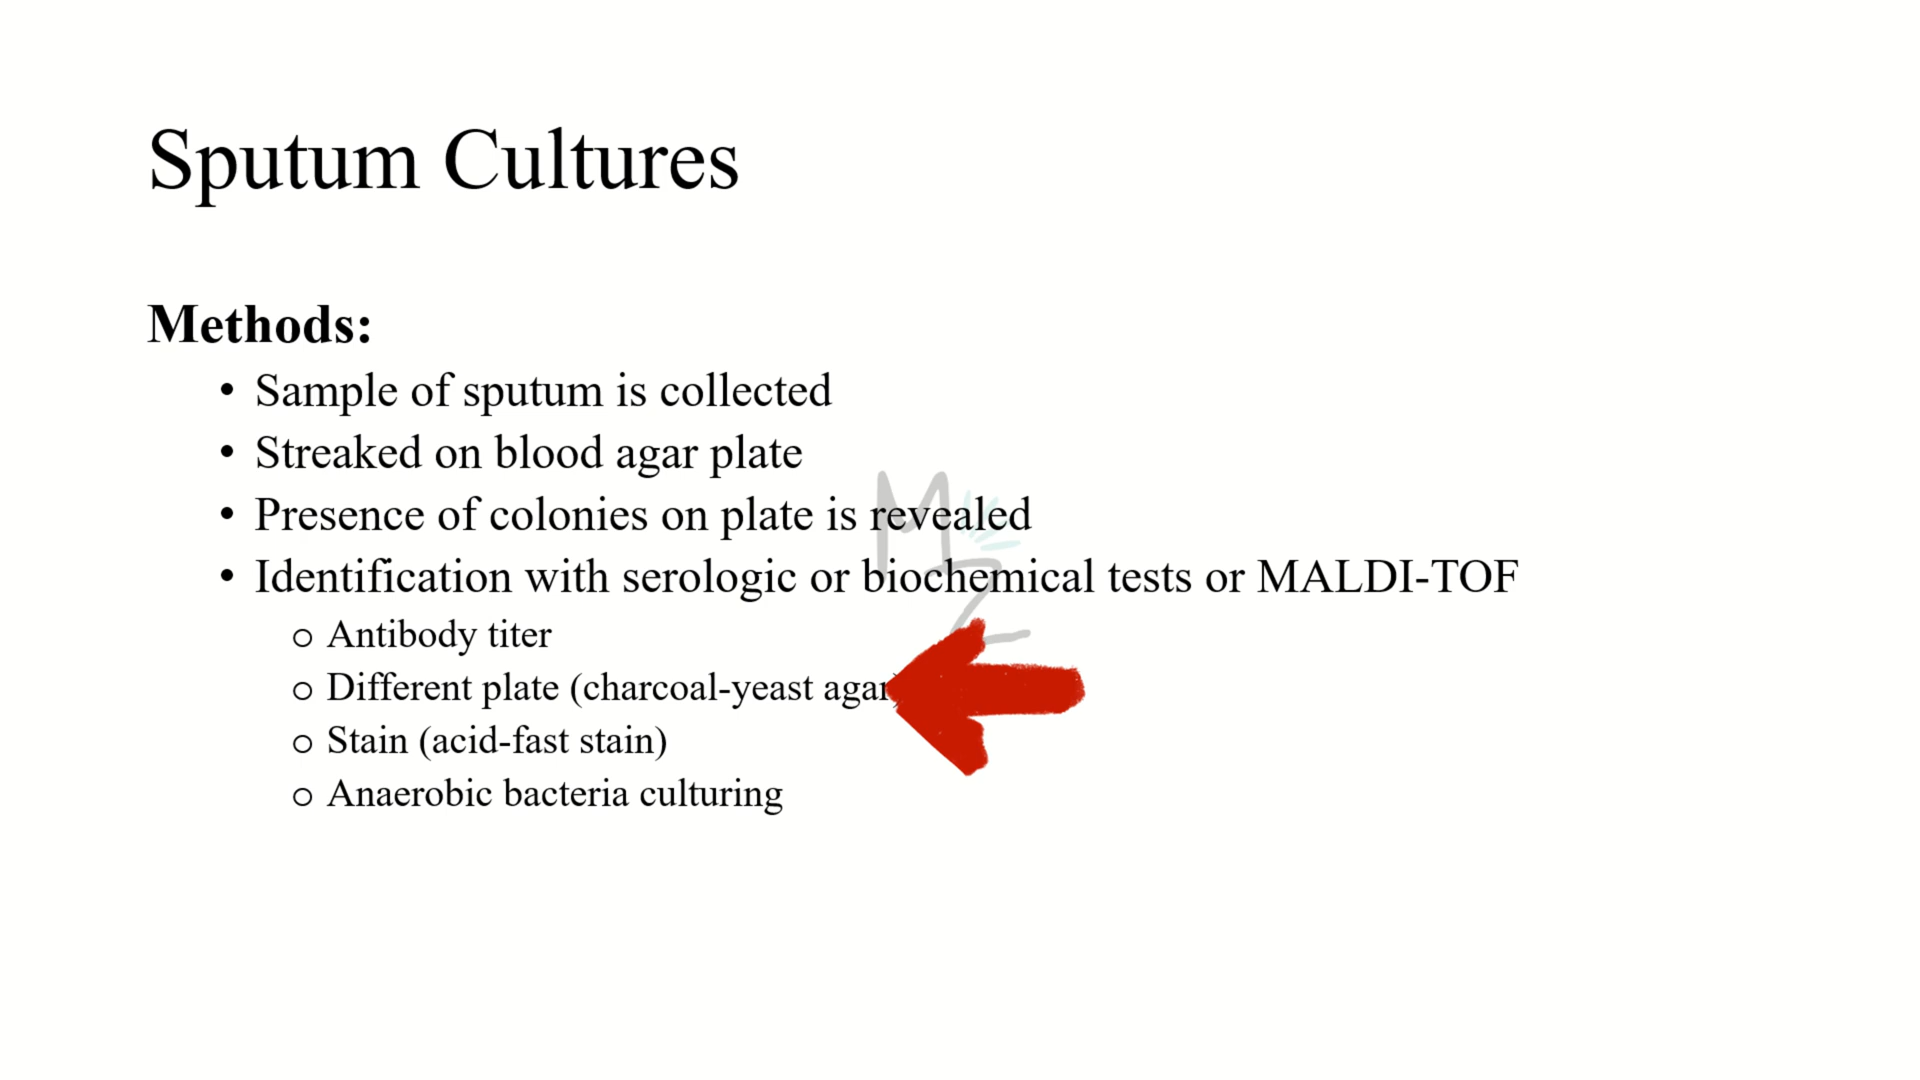 Sputum Cultures
Methods:
• Sample of sputum is collected
• Streaked on blood agar plate
• Presence of colonies on plate is revealed
• Identification with serologic or biochemical tests or MALDI-TOF
o Antibody titer
o Different plate (charcoal-yeast agar)
o Stain (acid-fast stain)
o Anaerobic bacteria culturing
MZ